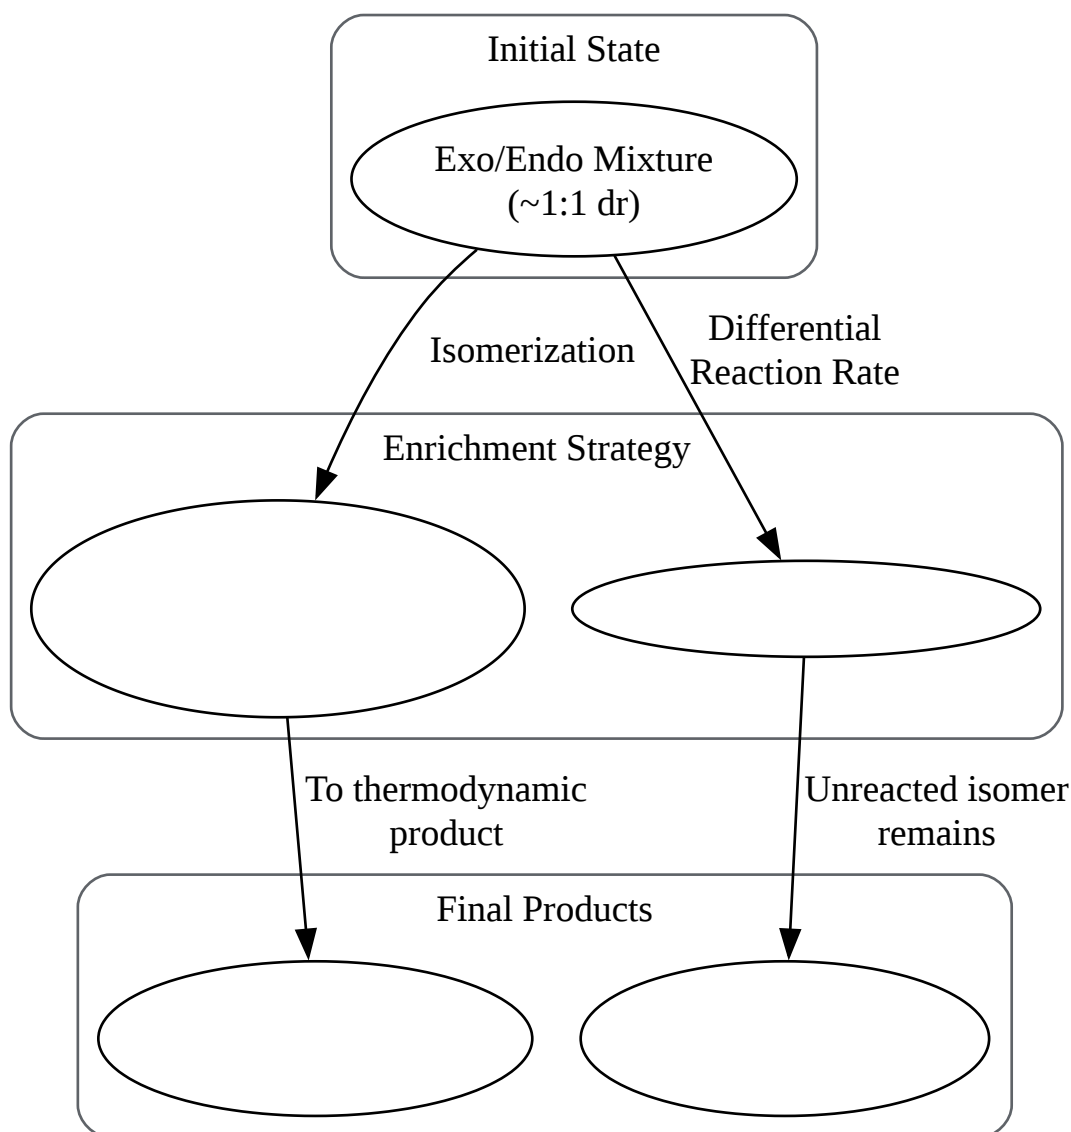 Initial State
Exo/Endo Mixture
(~1:1 dr)
Isomerization
Differential
Reaction Rate
Enrichment Strategy
To thermodynamic
product
Unreacted isomer
remains
Final Products